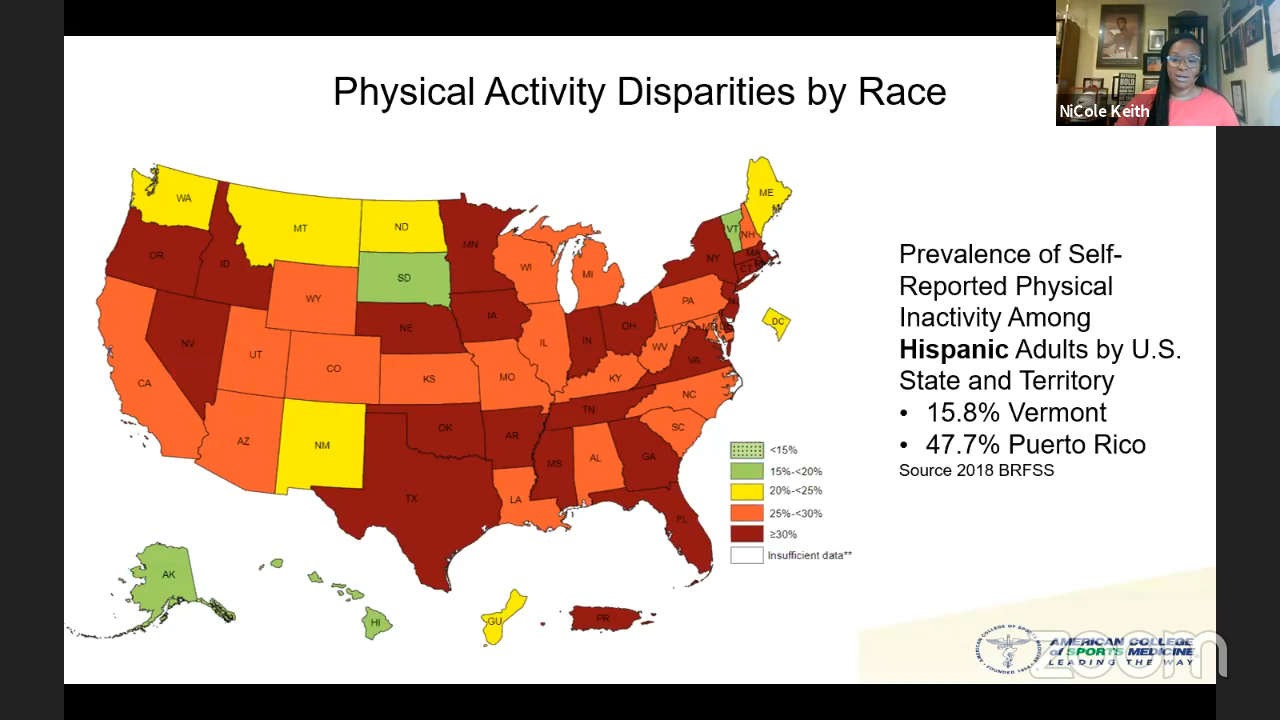 Physical Activity Disparities by Race
NiCole Keith
WA
MT
ND
ME
VT
NH
OR
ID
MN
SD
WI
MI
NY
MA
CT
WY
IA
PA
NJ
DC
NE
NV
UT
CO
IL
IN
OH
MD
DE
WV
VA
CA
KS
MO
KY
NC
AZ
NM
OK
AR
TN
SC
TX
MS
AL
GA
LA
FL
AK
HI
GU
PR
<15%
15%-<20%
20%-<25%
25%-<30%
≥30%
Insufficient data**
Prevalence of Self-
Reported Physical
Inactivity Among
Hispanic Adults by U.S.
State and Territory
• 15.8% Vermont
• 47.7% Puerto Rico
Source 2018 BRFSS
AMERICAN COLLEGE
of SPORTS MEDICINE
LEADING THE WAY
zoom